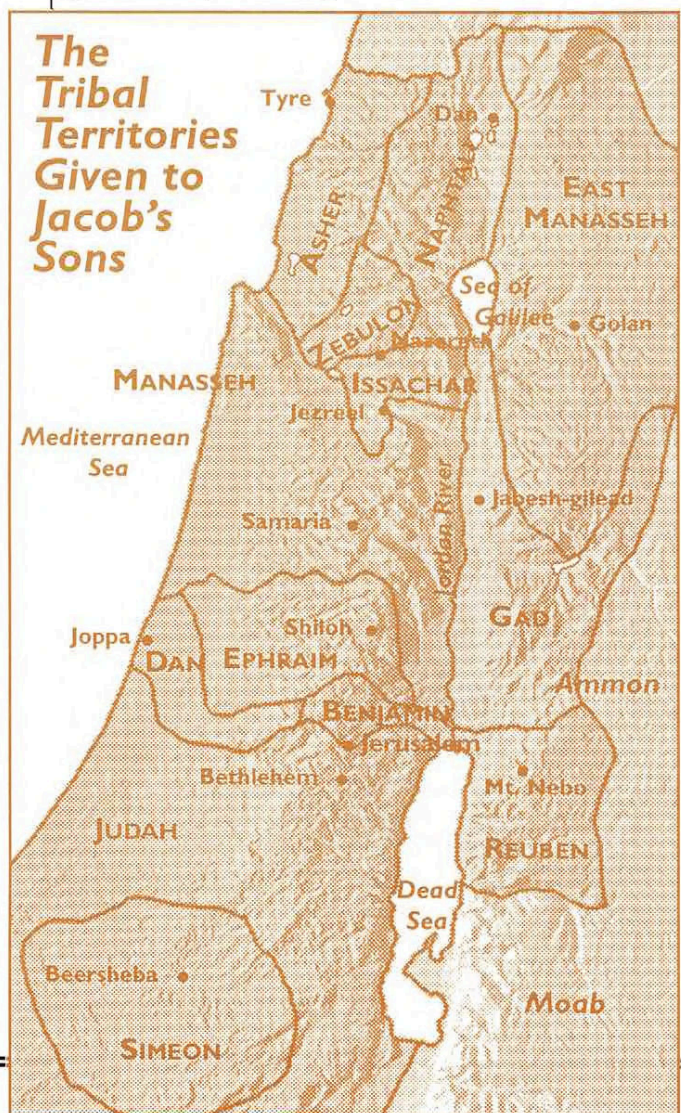 The
Tribal
Territories
Given to
Jacob's
Sons
Tyre
Dan
ASHER
NAPHTALI
EAST
MANASSEH
Sea of
Galilee
Golan
ZEBULON
Nazareth
MANASSEH
ISSACHAR
Jezreel
Mediterranean
Sea
Jabesh-gilead
Samaria
Jordan River
Joppa
Shiloh
GAD
DAN
EPHRAIM
Ammon
BENJAMIN
Jerusalem
Bethlehem
Mt. Nebo
JUDAH
REUBEN
Dead
Sea
Beersheba
Moab
SIMEON